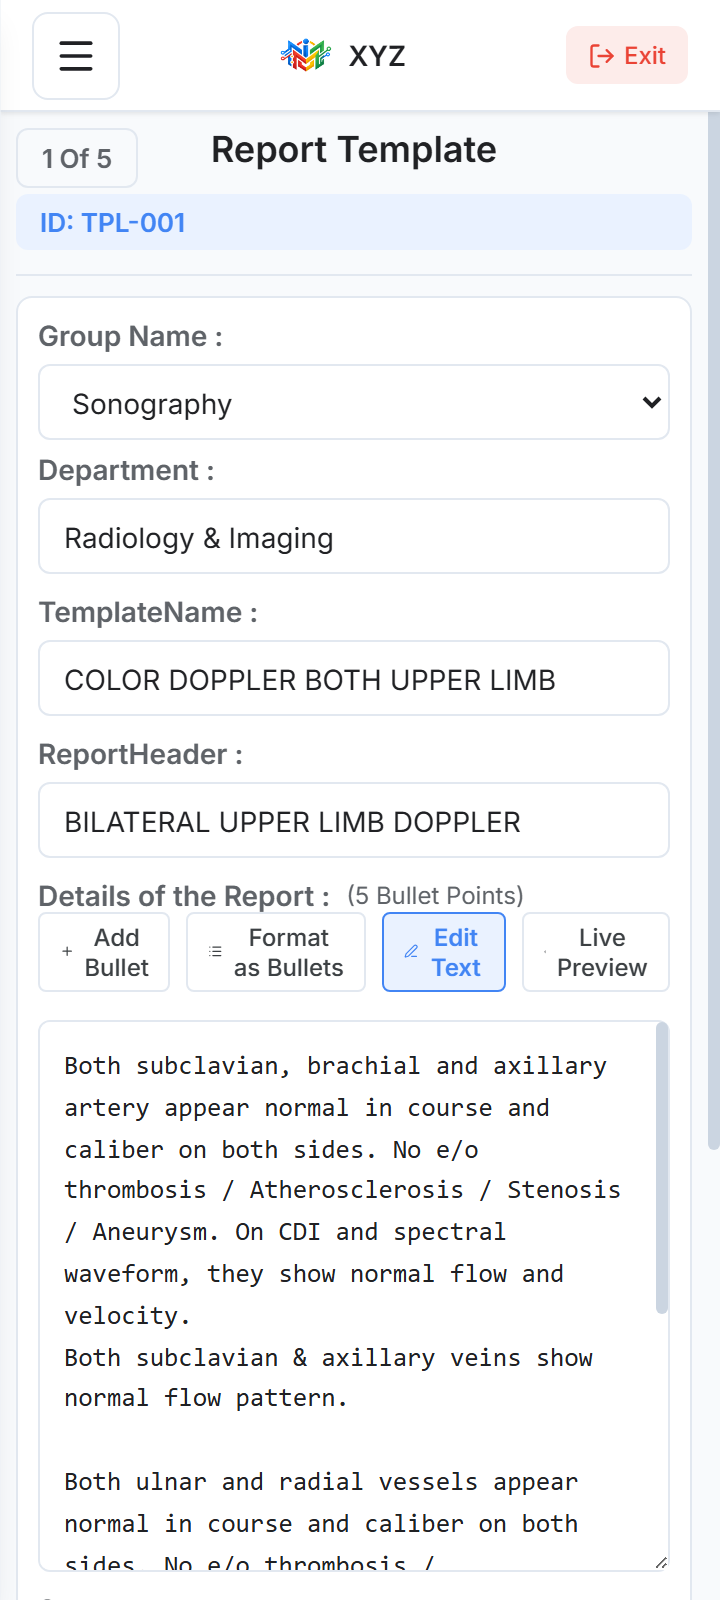 XYZ
Exit
1 Of 5
Report Template
ID: TPL-001
Group Name :
Sonography
Department :
Radiology & Imaging
TemplateName :
COLOR DOPPLER BOTH UPPER LIMB
ReportHeader :
BILATERAL UPPER LIMB DOPPLER
Details of the Report : (5 Bullet Points)
Add Bullet
Format as Bullets
Edit Text
Live Preview
Both subclavian, brachial and axillary
artery appear normal in course and
caliber on both sides. No e/o
thrombosis / Atherosclerosis / Stenosis
/ Aneurysm. On CDI and spectral
waveform, they show normal flow and
velocity.
Both subclavian & axillary veins show
normal flow pattern.
Both ulnar and radial vessels appear
normal in course and caliber on both
sides. No e/o thrombosis /